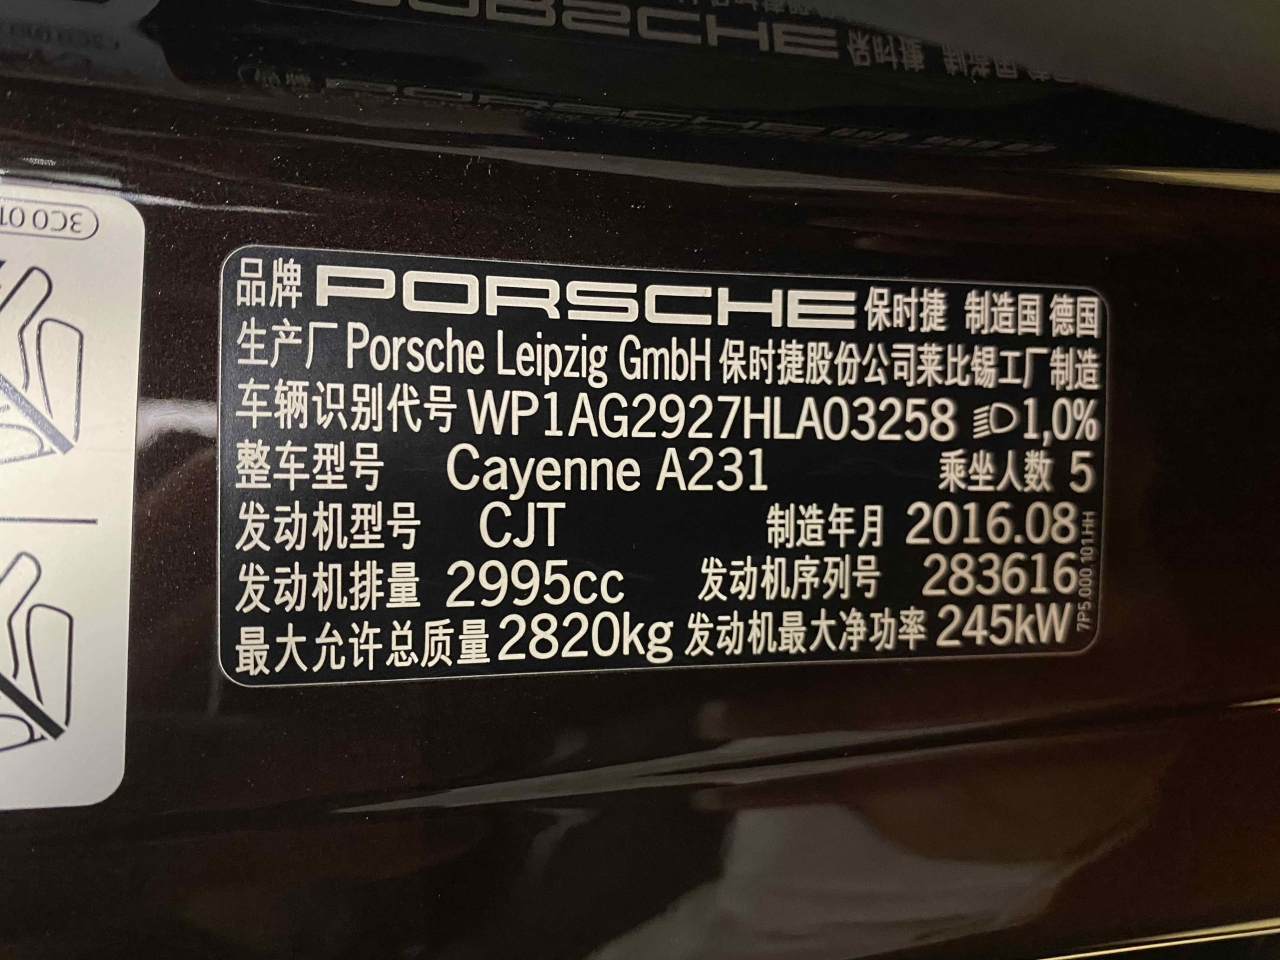 品牌 PORSCHE 保时捷 制造国 德国
生产厂 Porsche Leipzig GmbH 保时捷股份公司莱比锡工厂制造
车辆识别代号 WP1AG2927HLA03258 1,0%
整车型号 Cayenne A231 乘坐人数 5
发动机型号 CJT 制造年月 2016.08
发动机排量 2995cc 发动机序列号 283616
最大允许总质量 2820kg 发动机最大净功率 245kW
7P5.000.101.HH
3C0 01